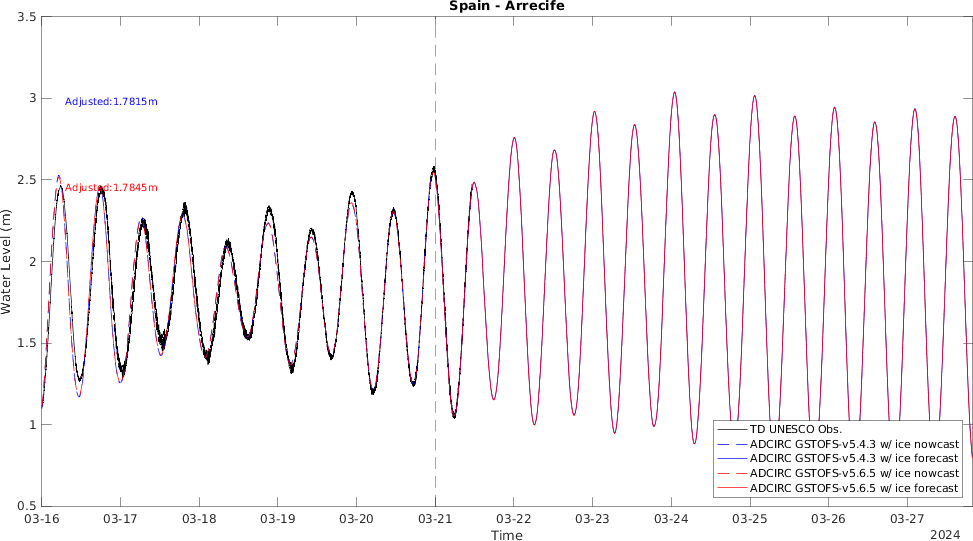 Spain - Arrecife
3.5
3
2.5
2
1.5
1
0.5
Water Level (m)
Adjusted:1.7815m
Adjusted:1.7845m
TD UNESCO Obs.
ADCIRC GSTOFS-v5.4.3 w/ ice nowcast
ADCIRC GSTOFS-v5.4.3 w/ ice forecast
ADCIRC GSTOFS-v5.6.5 w/ ice nowcast
ADCIRC GSTOFS-v5.6.5 w/ ice forecast
03-16 03-17 03-18 03-19 03-20 03-21 03-22 03-23 03-24 03-25 03-26 03-27
Time
2024